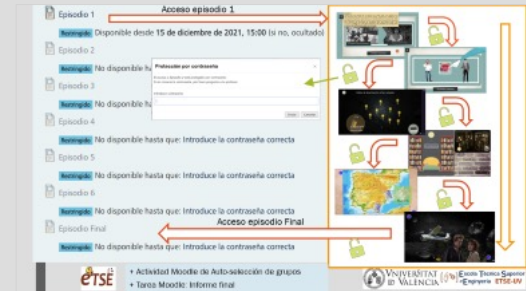 Episodio 1
Acceso episodio 1
Restringido Disponible desde 15 de diciembre de 2021, 15:00 (si no, ocultado)
Episodio 2
Restringido No disponible ha
Protección por contraseña
Episodio 3
Restringido No disponible ha
Episodio 4
Restringido No disponible hasta que: Introduce la contraseña correcta
Episodio 5
Restringido No disponible hasta que: Introduce la contraseña correcta
Episodio 6
Restringido No disponible hasta que: Introduce la contraseña correcta
Episodio Final
Acceso episodio Final
Restringido No disponible hasta que: Introduce la contraseña correcta
ETSE
• Actividad Moodle de Auto-selección de grupos
• Tarea Moodle: Informe final
VNIVERSITAT
ID VALÈNCIA
Escola Tècnica Superior
d'Enginyeria ETSE-UV